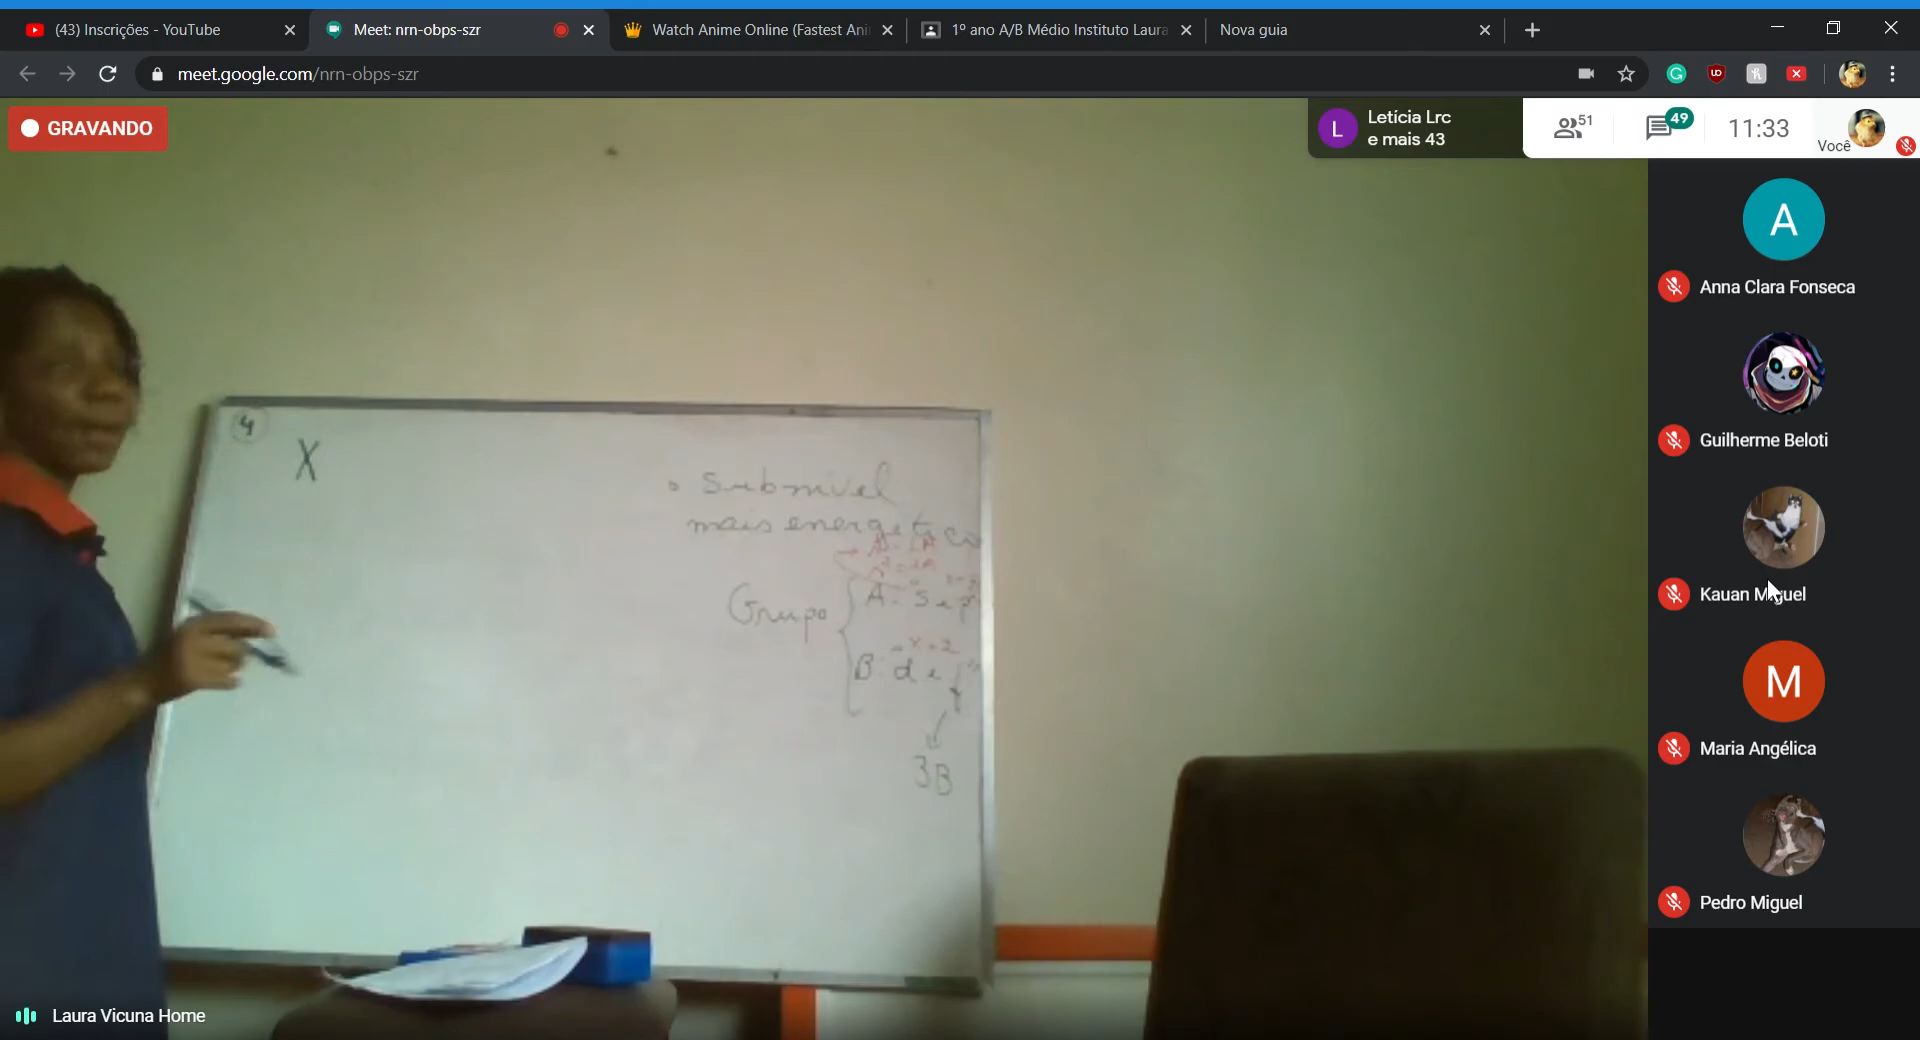 (43) Inscrições - YouTube
Meet: nrn-obps-szr
Watch Anime Online (Fastest Ani
1º ano A/B Médio Instituto Laura
Nova guia
meet.google.com/nrn-obps-szr
GRAVANDO
Letícia Lrc
e mais 43
51
49
11:33
Você
A
Anna Clara Fonseca
Guilherme Beloti
Kauan Miguel
M
Maria Angélica
Pedro Miguel
L
4
X
• Subnível
mais energético
Grupo
A: s e p
B: d e f
3B
Laura Vicuna Home